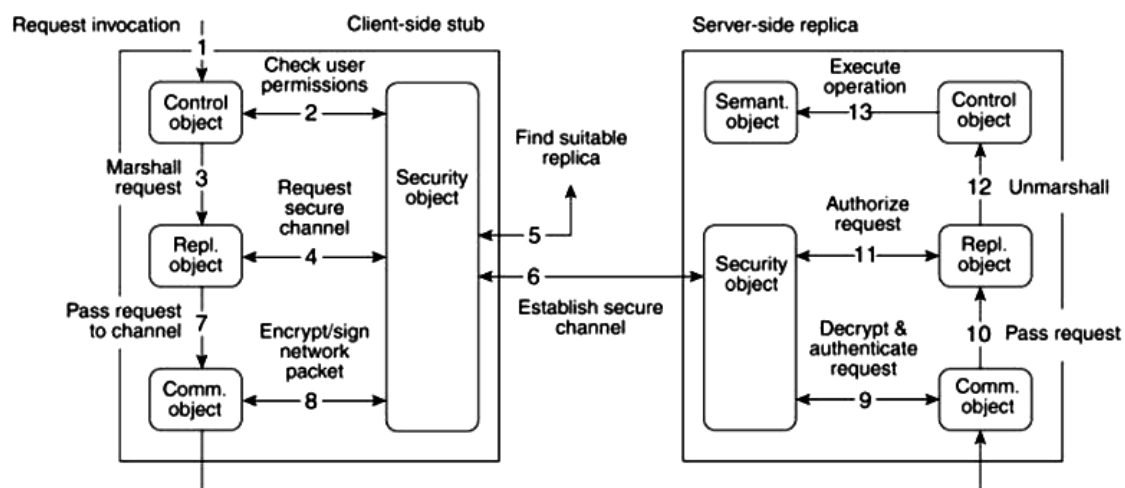 Request invocation
Client-side stub
Server-side replica
1
Check user
permissions
Control
object
2
Marshall
request
3
Security
object
Request
secure
channel
Repl.
object
4
Pass request
to channel
7
Encrypt/sign
network
packet
Comm.
object
8
Find suitable
replica
5
6
Establish secure
channel
Execute
operation
Semant.
object
13
Control
object
12
Unmarshall
Authorize
request
Security
object
11
Repl.
object
Decrypt &
authenticate
request
10
Pass request
9
Comm.
object